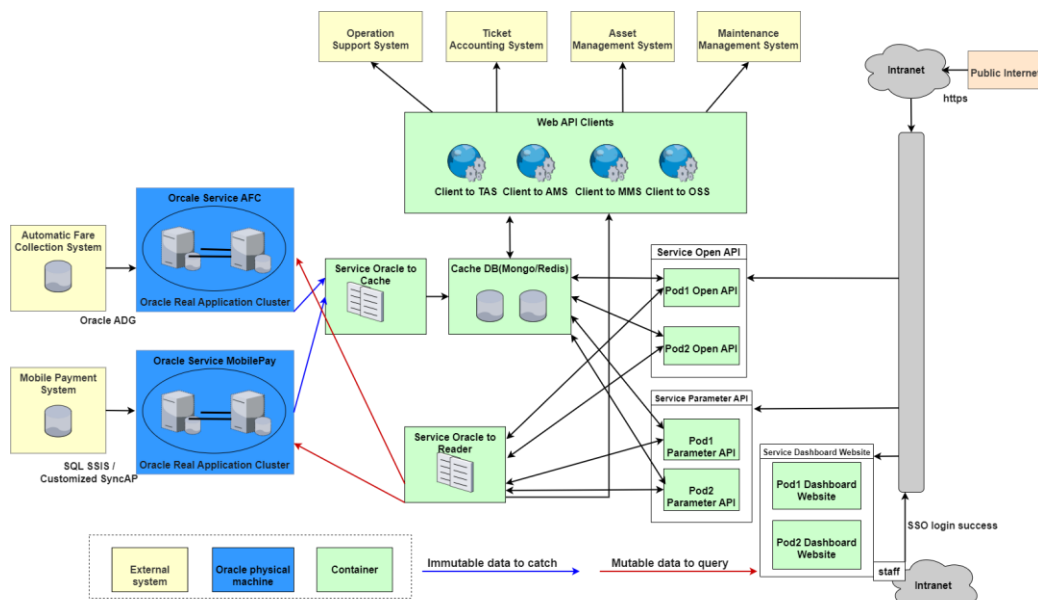 Operation
Support System
Ticket
Accounting System
Asset
Management System
Maintenance
Management System
Intranet
Public Internet
https
Web API Clients
Client to TAS
Client to AMS
Client to MMS
Client to OSS
Orcale Service AFC
Oracle Real Application Cluster
Automatic Fare
Collection System
Oracle ADG
Service Oracle to
Cache
Cache DB(Mongo/Redis)
Service Open API
Pod1 Open API
Pod2 Open API
Oracle Service MobilePay
Oracle Real Application Cluster
Mobile Payment
System
SQL SSIS /
Customized SyncAP
Service Oracle to
Reader
Service Parameter API
Pod1
Parameter API
Pod2
Parameter API
Service Dashboard Website
Pod1 Dashboard
Website
Pod2 Dashboard
Website
SSO login success
staff
Intranet
External
system
Oracle physical
machine
Container
Immutable data to catch
Mutable data to query